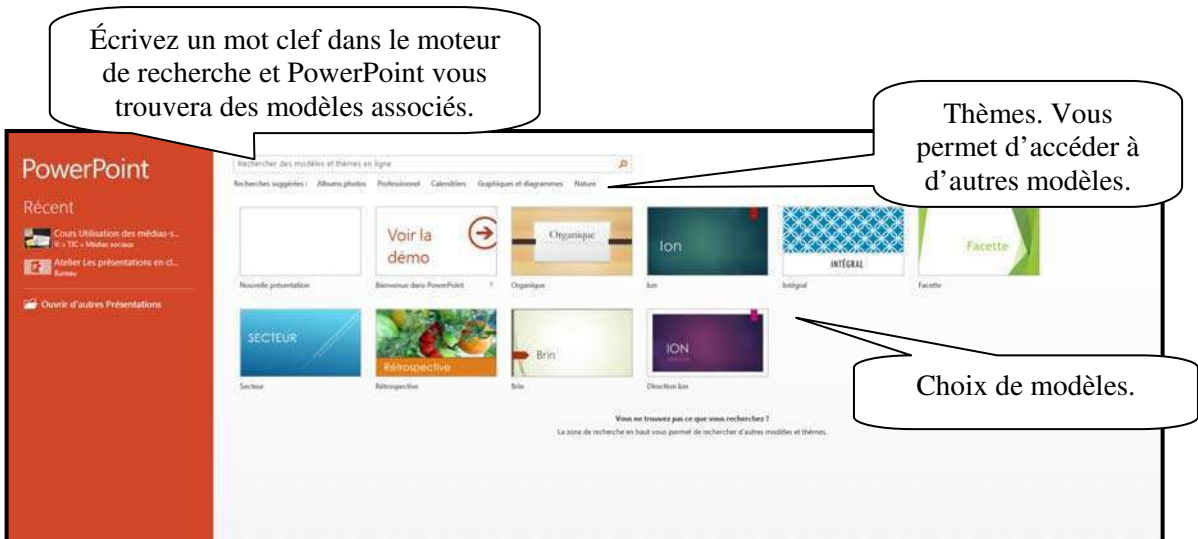 Écrivez un mot clef dans le moteur
de recherche et PowerPoint vous
trouvera des modèles associés.
Thèmes. Vous
permet d'accéder à
d'autres modèles.
PowerPoint
Récent
Cours Utilisation des médias-s...
V: » TIC » Médias sociaux
Atelier Les présentations en cl...
Bureau
Ouvrir d'autres Présentations
Rechercher des modèles et thèmes en ligne
Recherches suggérées : Albums photos Professionnel Calendriers Graphiques et diagrammes Nature
Voir la
démo
Organique
Ion
INTÉGRAL
Facette
Nouvelle présentation
Bienvenue dans PowerPoint
Organique
Ion
Intégral
Facette
SECTEUR
Rétrospective
Brin
ION
Secteur
Rétrospective
Brin
Direction Ion
Choix de modèles.
Vous ne trouvez pas ce que vous recherchez ?
La zone de recherche en haut vous permet de rechercher d'autres modèles et thèmes.